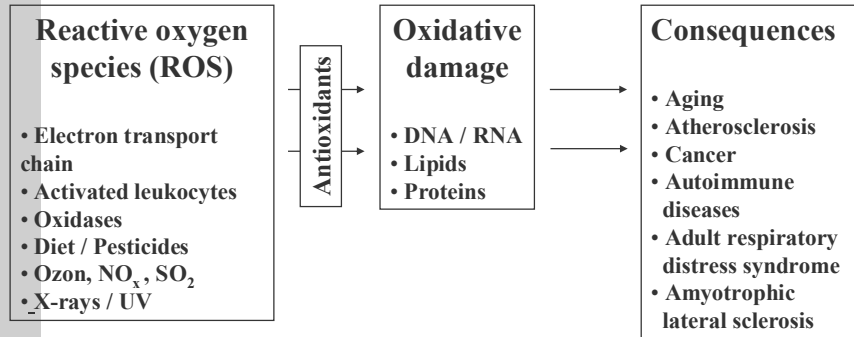 Reactive oxygen
species (ROS)
• Electron transport
chain
• Activated leukocytes
• Oxidases
• Diet / Pesticides
• Ozon, NOx, SO2
• X-rays / UV
Antioxidants
Oxidative
damage
• DNA / RNA
• Lipids
• Proteins
Consequences
• Aging
• Atherosclerosis
• Cancer
• Autoimmune
diseases
• Adult respiratory
distress syndrome
• Amyotrophic
lateral sclerosis